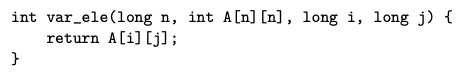 int var_ele(long n, int A[n][n], long i, long j) {
    return A[i][j];
}